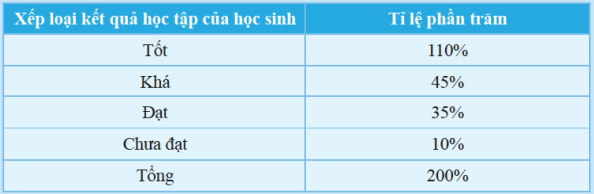 Xếp loại kết quả học tập của học sinh Tỉ lệ phần trăm
Tốt 110%
Khá 45%
Đạt 35%
Chưa đạt 10%
Tổng 200%